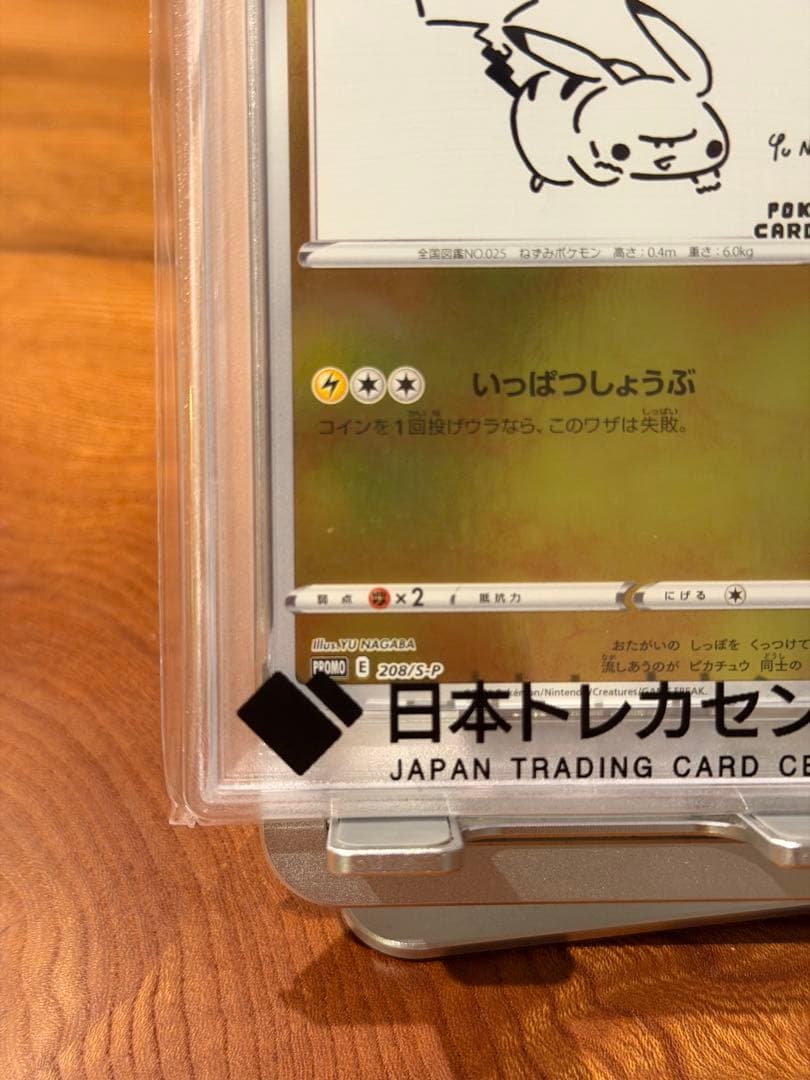 Yu N
POK
CARD
全国図鑑NO.025 ねずみポケモン 高さ:0.4m 重さ:6.0kg
いっぱつしょうぶ
コインを1回投げウラなら、このワザは失敗。
弱点 ×2 抵抗力 にげる
Illus.YU NAGABA
おたがいの しっぽを くっつけて
PROMO E 208/S-P
流しあうのが ピカチュウ 同士の
Pokémon/Nintendo/Creatures/GAME FREAK.
日本トレカセン
JAPAN TRADING CARD CE